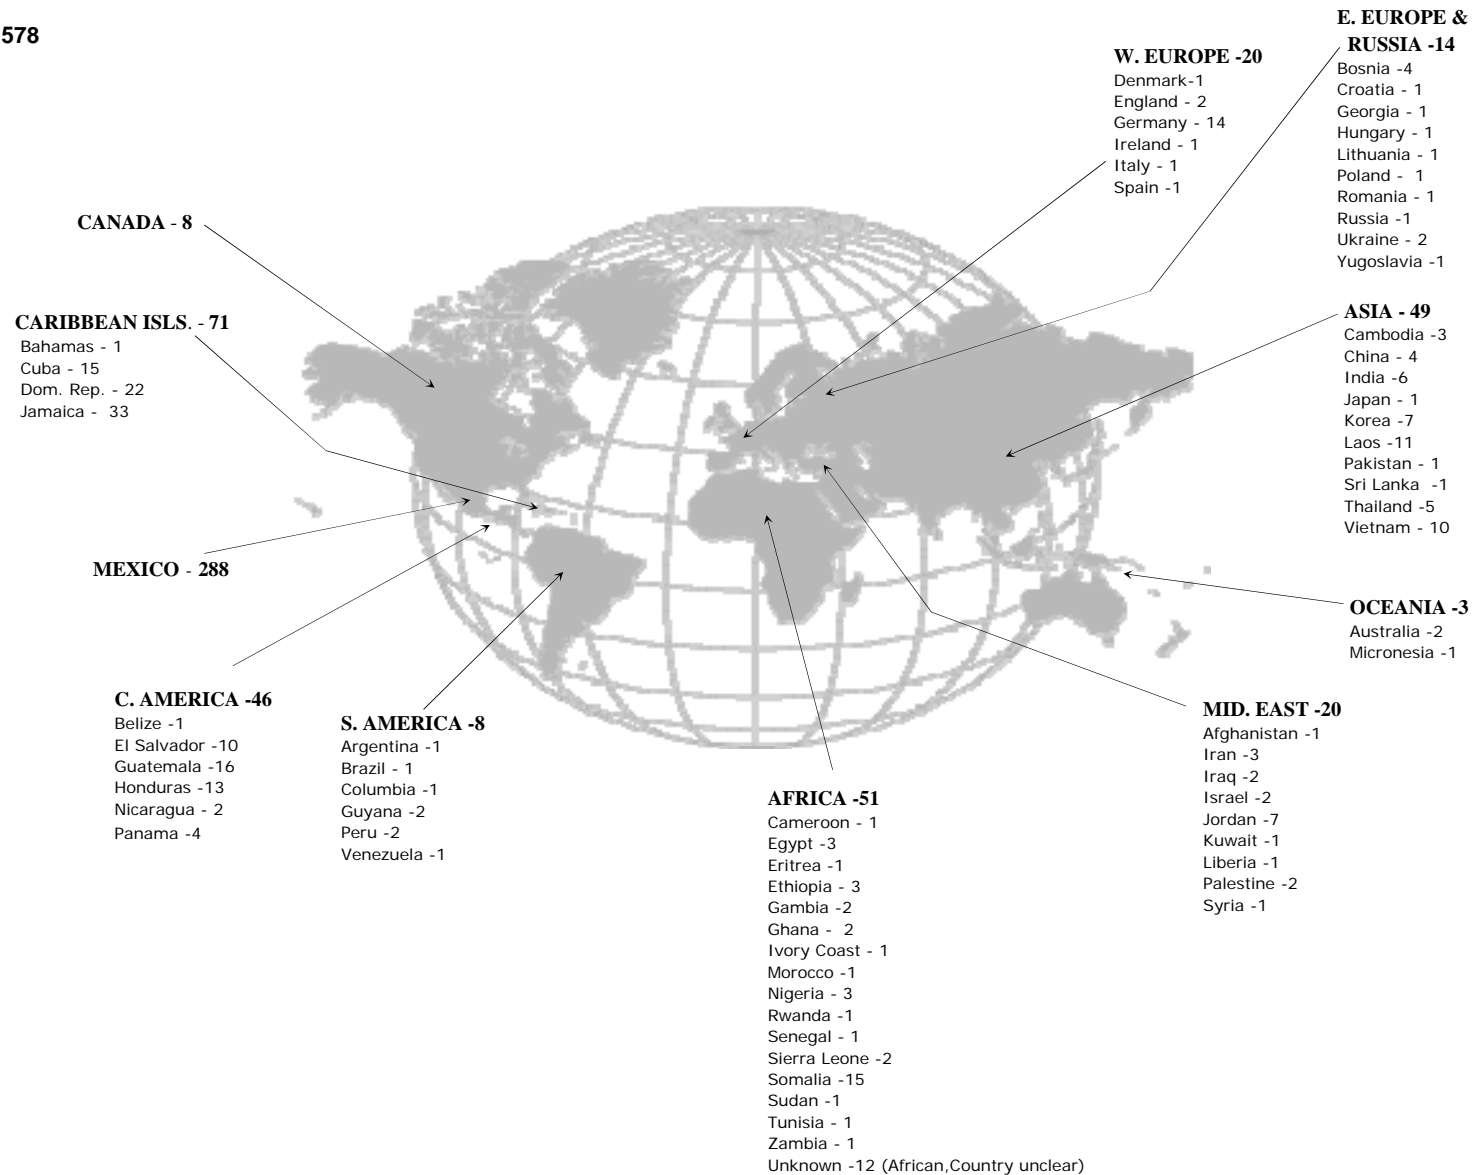 578
E. EUROPE &
RUSSIA -14
Bosnia -4
Croatia - 1
Georgia - 1
Hungary - 1
Lithuania - 1
Poland -  1
Romania - 1
Russia -1
Ukraine - 2
Yugoslavia -1
W. EUROPE -20
Denmark-1
England - 2
Germany - 14
Ireland - 1
Italy - 1
Spain -1
CANADA - 8
CARIBBEAN ISLS. - 71
Bahamas - 1
Cuba - 15
Dom. Rep. - 22
Jamaica -  33
ASIA - 49
Cambodia -3
China - 4
India -6
Japan - 1
Korea -7
Laos -11
Pakistan - 1
Sri Lanka  -1
Thailand -5
Vietnam - 10
MEXICO - 288
OCEANIA -3
Australia -2
Micronesia -1
C. AMERICA -46
Belize -1
El Salvador -10
Guatemala -16
Honduras -13
Nicaragua - 2
Panama -4
S. AMERICA -8
Argentina -1
Brazil - 1
Columbia -1
Guyana -2
Peru -2
Venezuela -1
MID. EAST -20
Afghanistan -1
Iran -3
Iraq -2
Israel -2
Jordan -7
Kuwait -1
Liberia -1
Palestine -2
Syria -1
AFRICA -51
Cameroon - 1
Egypt -3
Eritrea -1
Ethiopia - 3
Gambia -2
Ghana -  2
Ivory Coast - 1
Morocco -1
Nigeria - 3
Rwanda -1
Senegal - 1
Sierra Leone -2
Somalia -15
Sudan -1
Tunisia - 1
Zambia - 1
Unknown -12 (African,Country unclear)